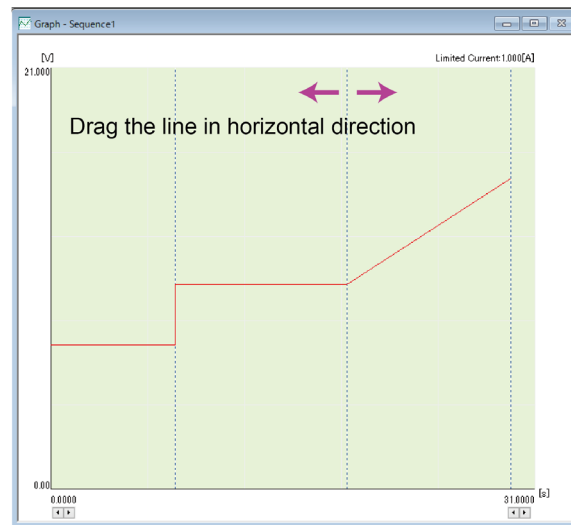 Graph - Sequence1
[V]
Limited Current:1.000[A]
21.000
Drag the line in horizontal direction
0.00
0.0000
31.0000
[s]